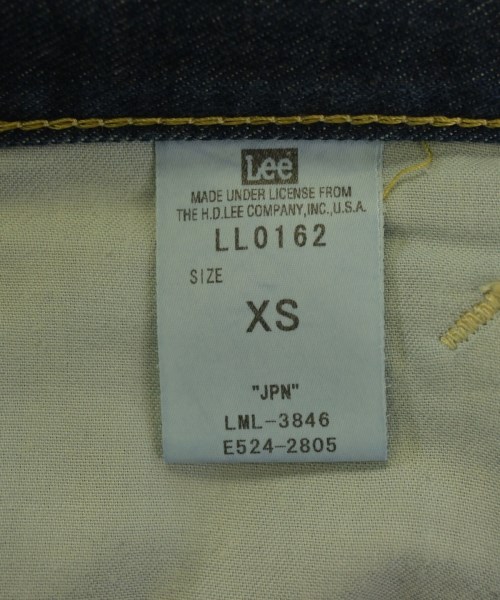 Lee
MADE UNDER LICENSE FROM
THE H.D.LEE COMPANY,INC.,U.S.A.
LL0162
SIZE
XS
"JPN"
LML-3846
E524-2805